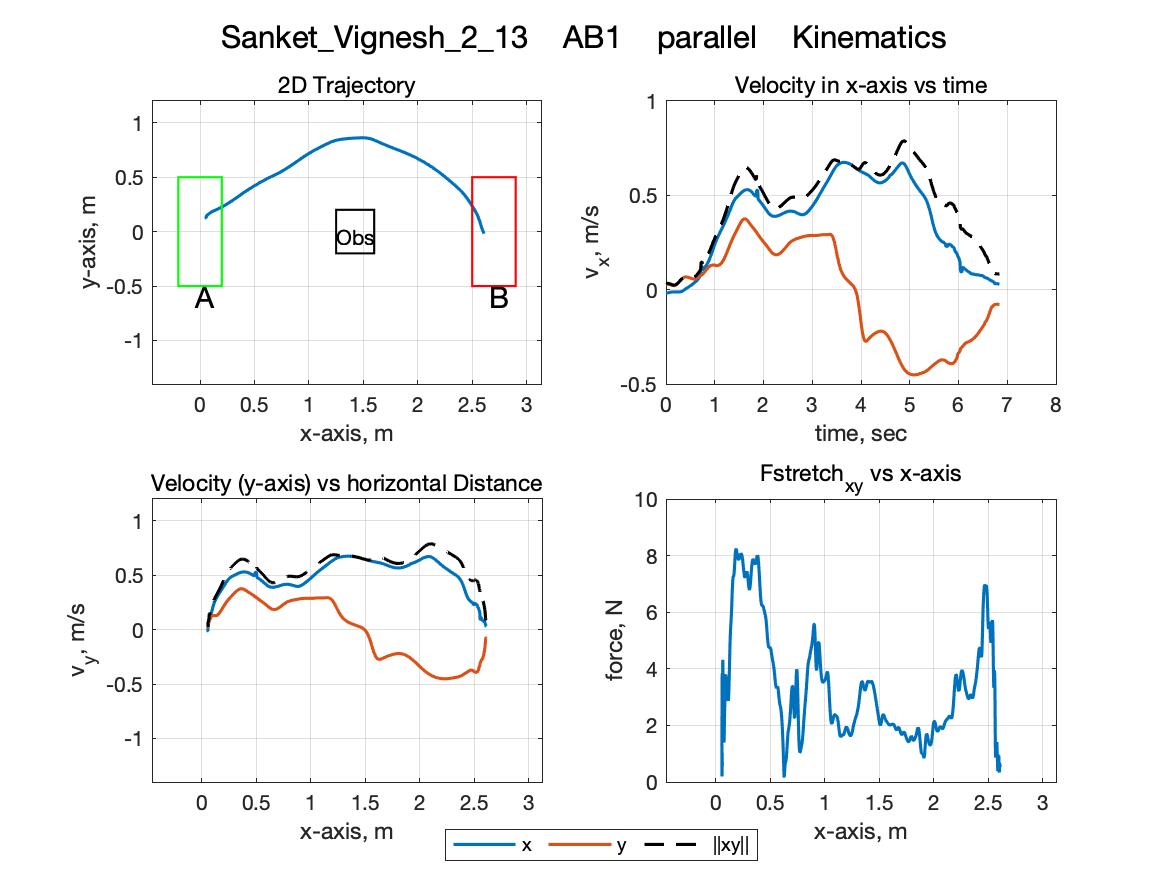 Sanket_Vignesh_2_13 AB1 parallel Kinematics
2D Trajectory
1
0.5
0
-0.5
-1
y-axis, m
Obs
A
B
0 0.5 1 1.5 2 2.5 3
x-axis, m
Velocity in x-axis vs time
1
0.5
0
-0.5
v_x, m/s
0 1 2 3 4 5 6 7 8
time, sec
Velocity (y-axis) vs horizontal Distance
1
0.5
0
-0.5
-1
v_y, m/s
0 0.5 1 1.5 2 2.5 3
x-axis, m
Fstretch_xy vs x-axis
10
8
6
4
2
0
force, N
0 0.5 1 1.5 2 2.5 3
x-axis, m
x y ||xy||